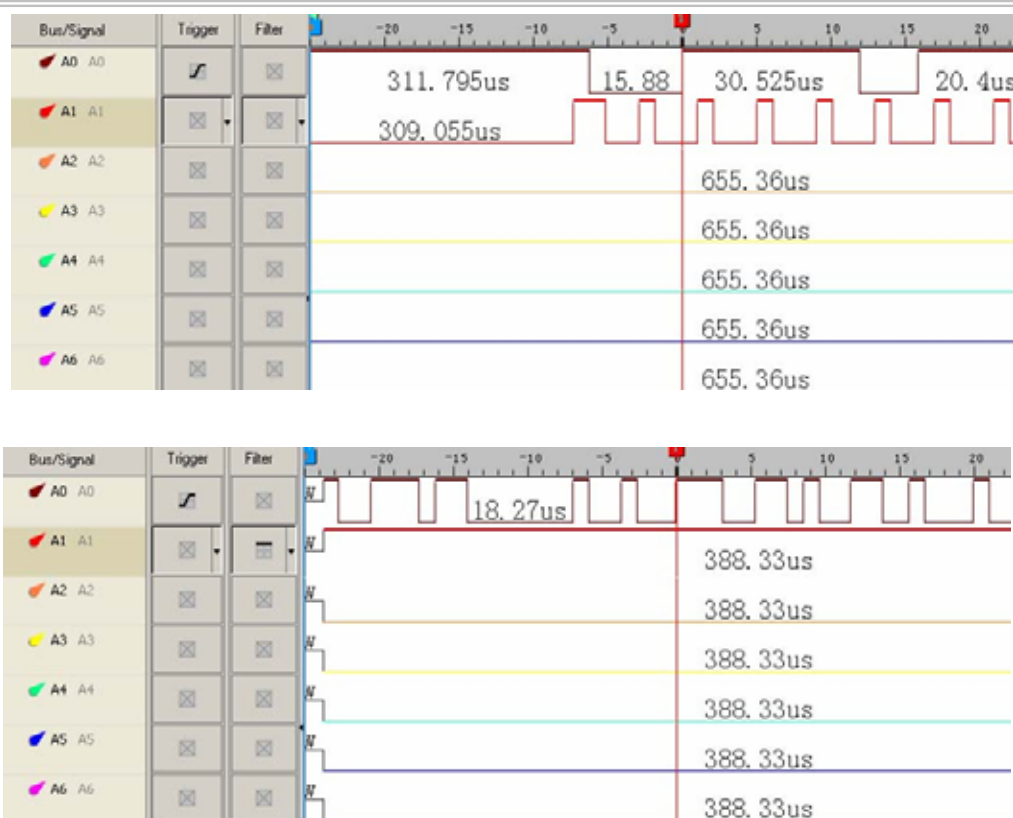 Bus/Signal Trigger Filter -20 -15 -10 -5 5 10 15 20
A0 A0 311.795us 15.88 30.525us 20.4us
A1 A1 309.055us
A2 A2 655.36us
A3 A3 655.36us
A4 A4 655.36us
A5 A5 655.36us
A6 A6 655.36us
Bus/Signal Trigger Filter -20 -15 -10 -5 5 10 15 20
A0 A0 N 18.27us
A1 A1 N 388.33us
A2 A2 N 388.33us
A3 A3 N 388.33us
A4 A4 N 388.33us
A5 A5 N 388.33us
A6 A6 N 388.33us